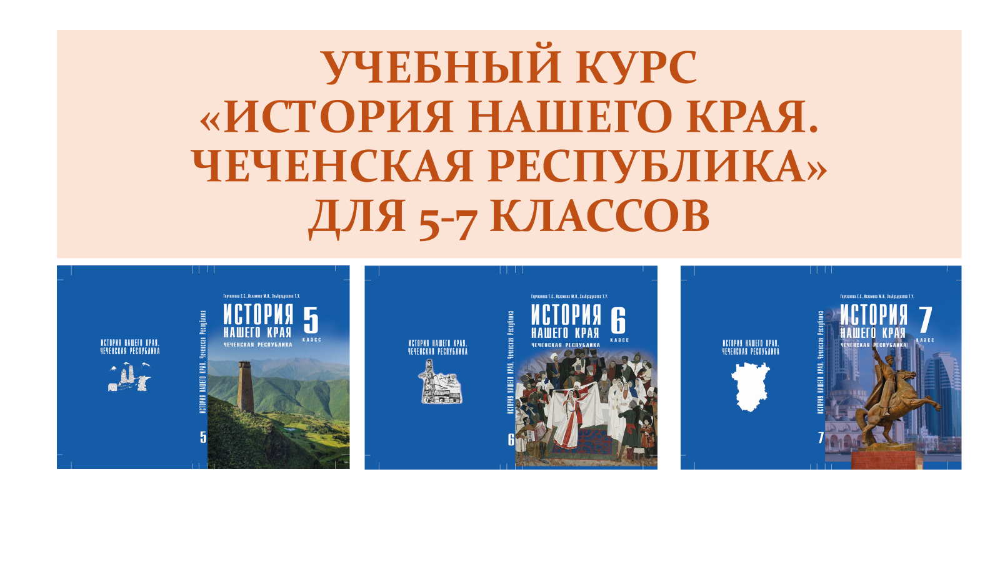 УЧЕБНЫЙ КУРС
«ИСТОРИЯ НАШЕГО КРАЯ.
ЧЕЧЕНСКАЯ РЕСПУБЛИКА»
ДЛЯ 5-7 КЛАССОВ
ИСТОРИЯ НАШЕГО КРАЯ.
ЧЕЧЕНСКАЯ РЕСПУБЛИКА
ИСТОРИЯ НАШЕГО КРАЯ. Чеченская Республика
5
Исламова М.И.,
ИСТОРИЯ
НАШЕГО КРАЯ
ЧЕЧЕНСКАЯ РЕСПУБЛИКА
5
КЛАСС
ИСТОРИЯ НАШЕГО КРАЯ.
ЧЕЧЕНСКАЯ РЕСПУБЛИКА
ИСТОРИЯ НАШЕГО КРАЯ. Чеченская Республика
6
Исламова М.И.,
ИСТОРИЯ
НАШЕГО КРАЯ
ЧЕЧЕНСКАЯ РЕСПУБЛИКА
6
КЛАСС
ИСТОРИЯ НАШЕГО КРАЯ.
ЧЕЧЕНСКАЯ РЕСПУБЛИКА
ИСТОРИЯ НАШЕГО КРАЯ. Чеченская Республика
7
Исламова М.И.,
ИСТОРИЯ
НАШЕГО КРАЯ
ЧЕЧЕНСКАЯ РЕСПУБЛИКА
7
КЛАСС